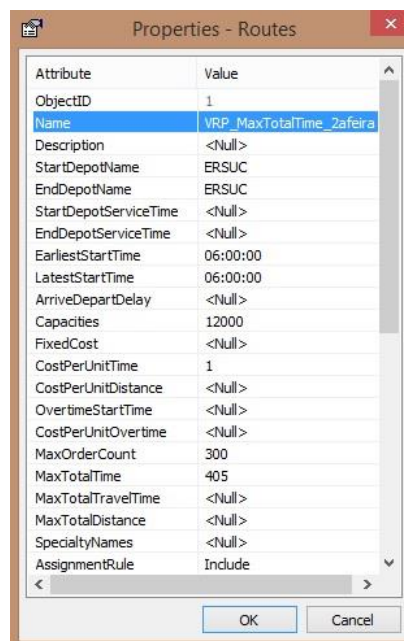 Properties - Routes
Attribute Value
ObjectID 1
Name VRP_MaxTotalTime_2afeira
Description <Null>
StartDepotName ERSUC
EndDepotName ERSUC
StartDepotServiceTime <Null>
EndDepotServiceTime <Null>
EarliestStartTime 06:00:00
LatestStartTime 06:00:00
ArriveDepartDelay <Null>
Capacities 12000
FixedCost <Null>
CostPerUnitTime 1
CostPerUnitDistance <Null>
OvertimeStartTime <Null>
CostPerUnitOvertime <Null>
MaxOrderCount 300
MaxTotalTime 405
MaxTotalTravelTime <Null>
MaxTotalDistance <Null>
SpecialtyNames <Null>
AssignmentRule Include
OK Cancel